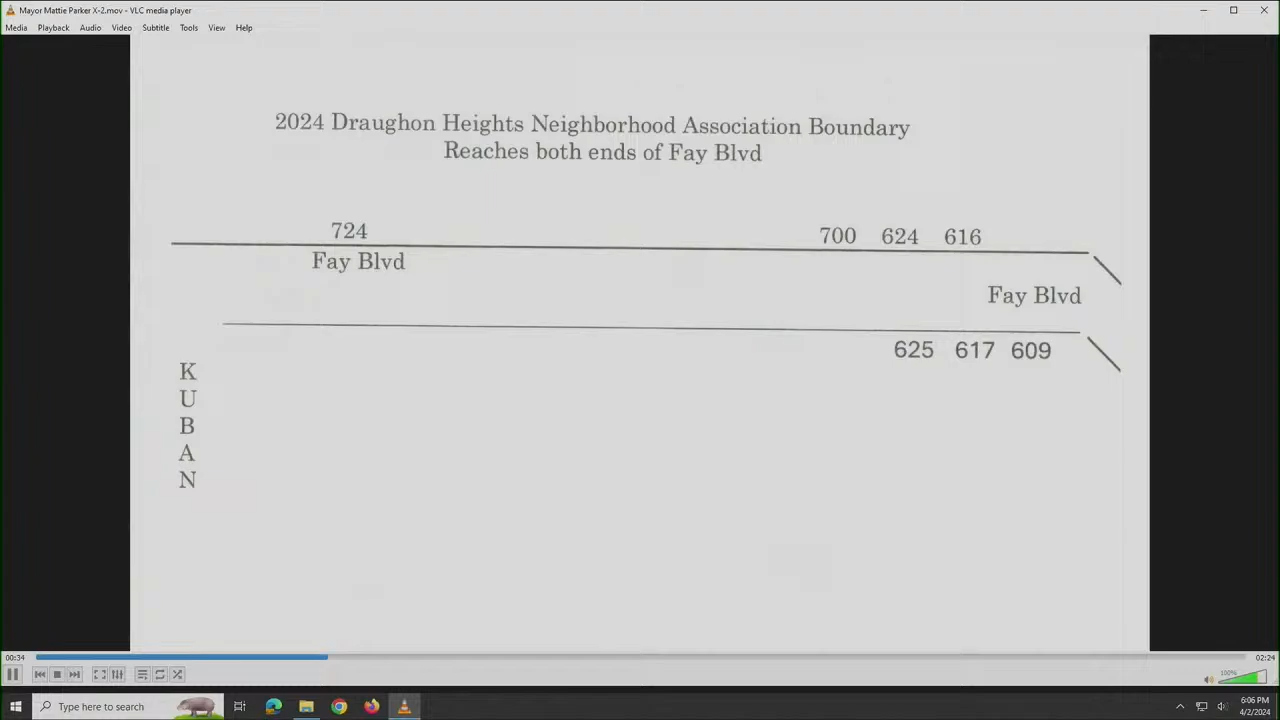 Mayor Mattie Parker X-2.mov - VLC media player
Media Playback Audio Video Subtitle Tools View Help
2024 Draughon Heights Neighborhood Association Boundary
Reaches both ends of Fay Blvd
724 700 624 616
Fay Blvd
Fay Blvd
625 617 609
K
U
B
A
N
00:34 02:24
100%
Type here to search
6:06 PM
4/2/2024